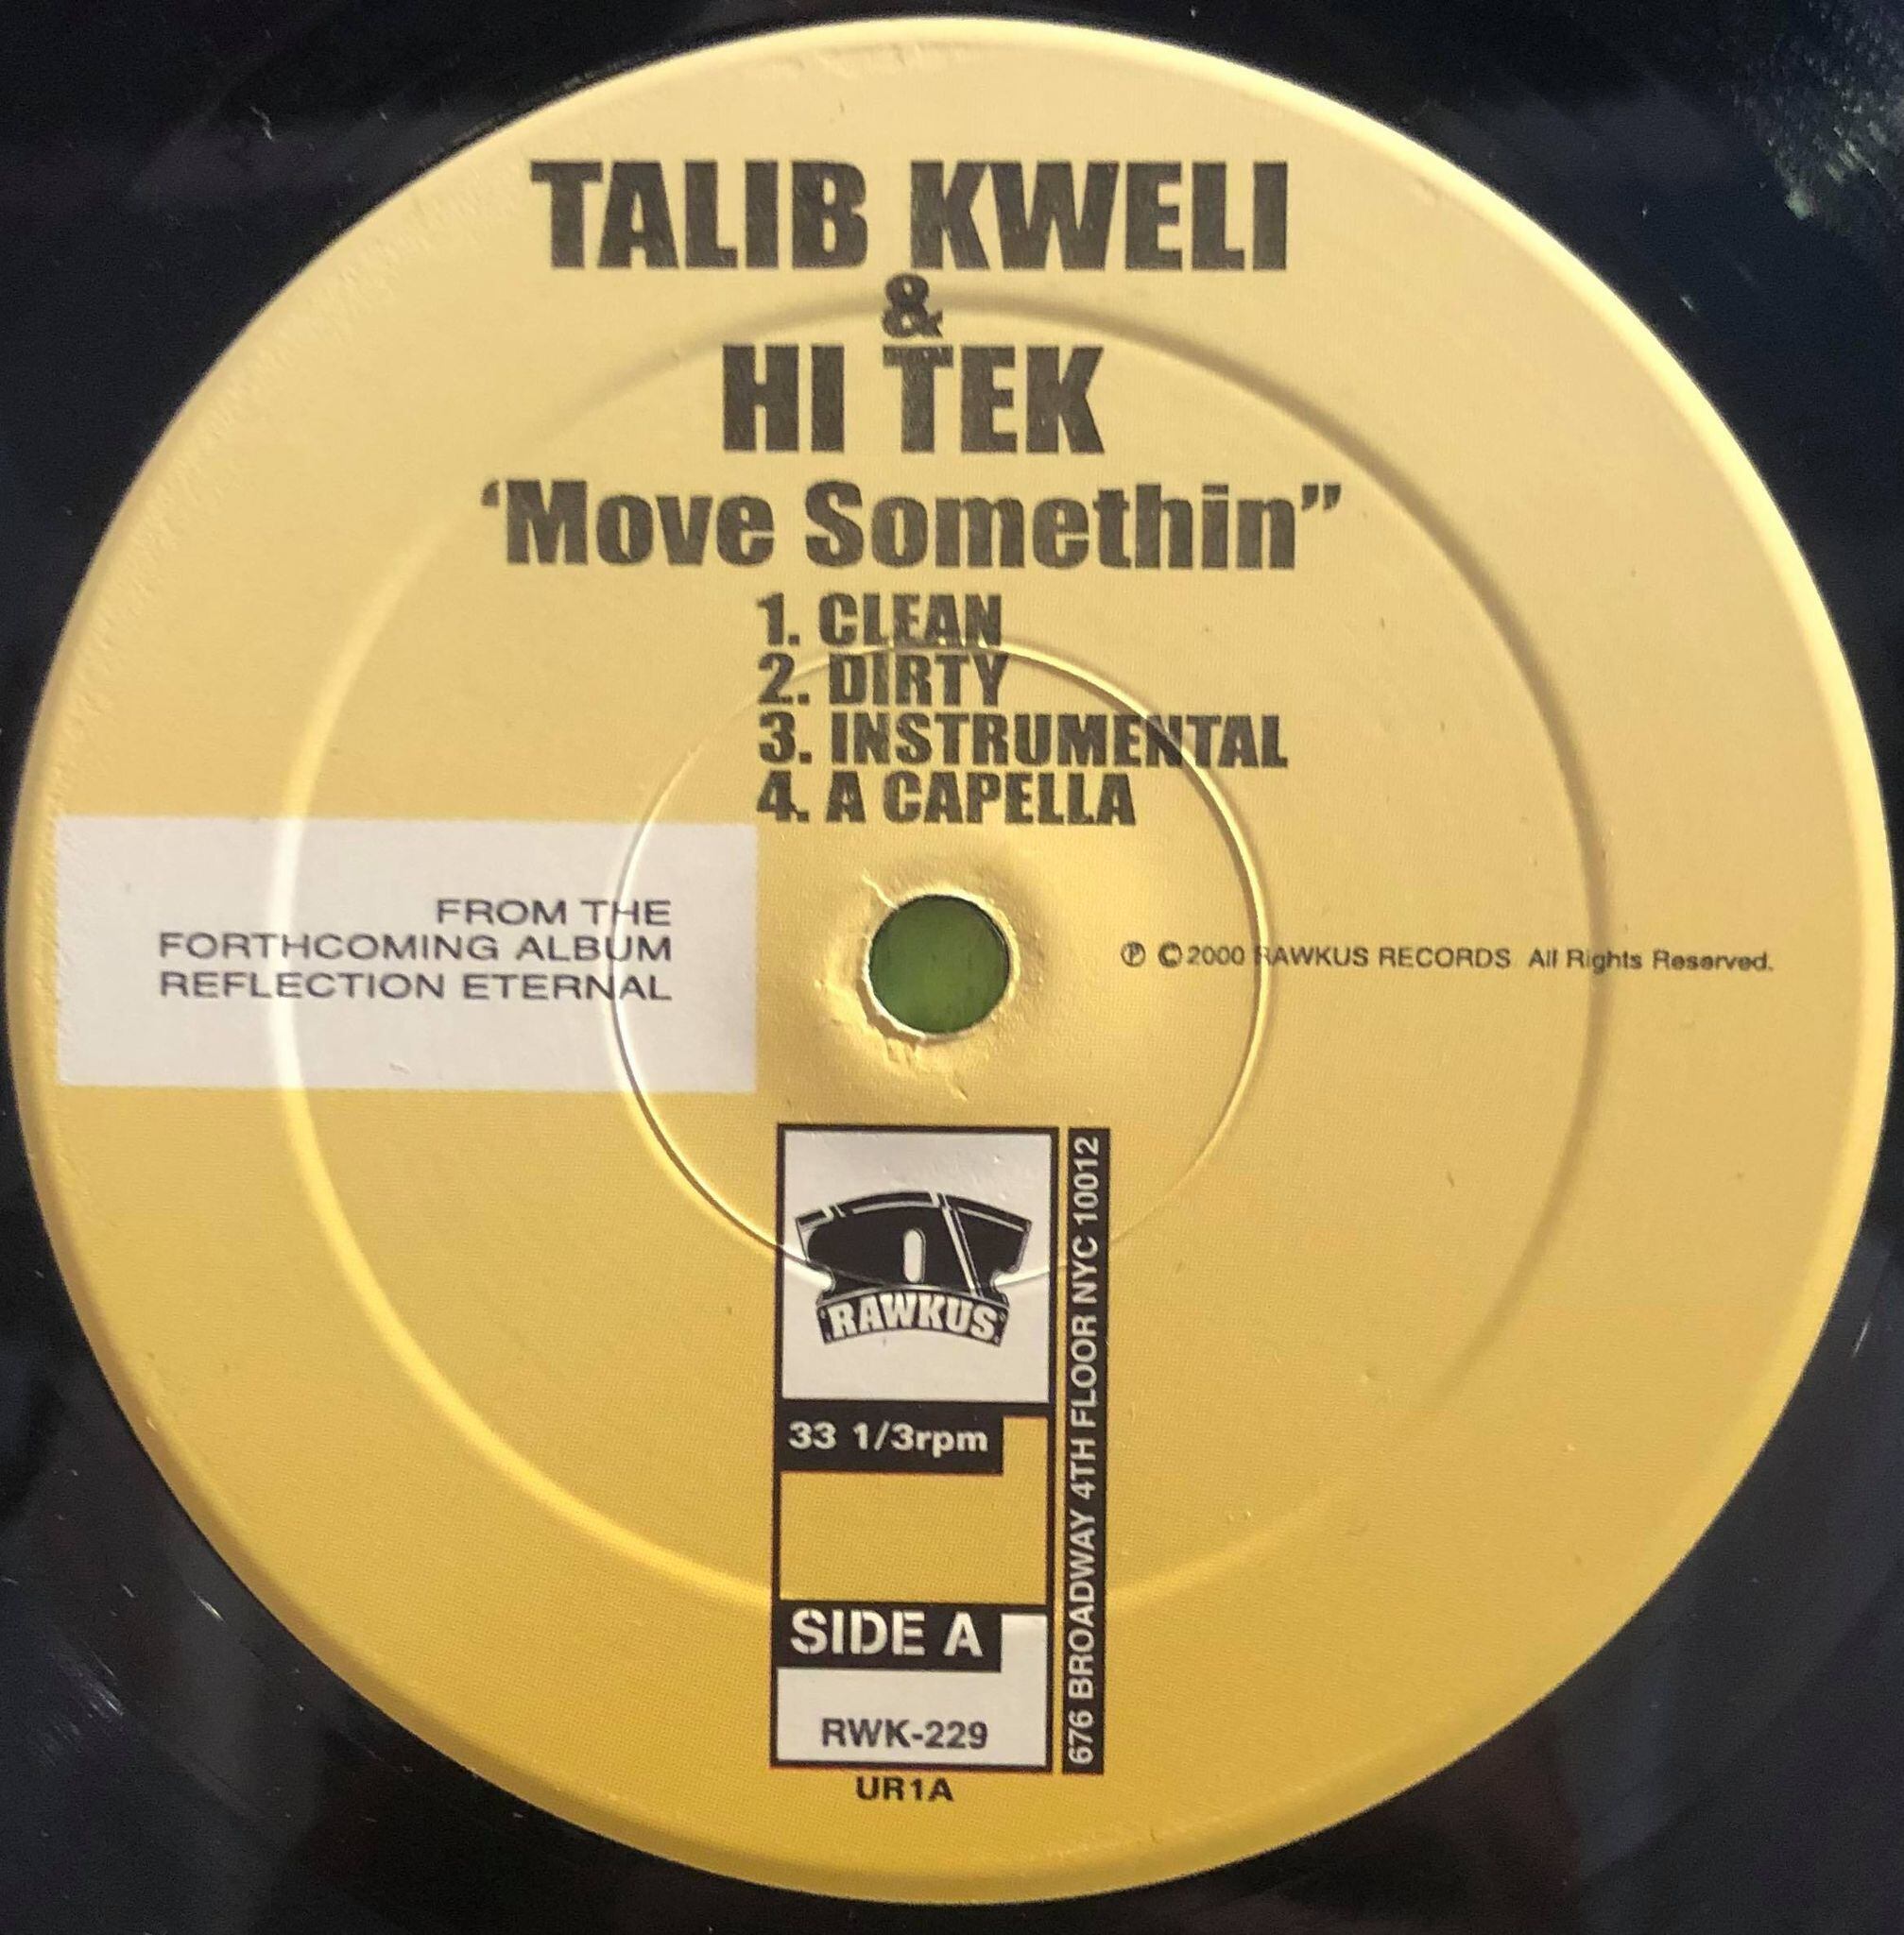 TALIB KWELI
&
HI TEK
‘Move Somethin”
1. CLEAN
2. DIRTY
3. INSTRUMENTAL
4. A CAPELLA
FROM THE
FORTHCOMING ALBUM
REFLECTION ETERNAL
℗ ©2000 RAWKUS RECORDS All Rights Reserved.
RAWKUS
33 1/3rpm
SIDE A
RWK-229
UR1A
676 BROADWAY 4TH FLOOR NYC 10012